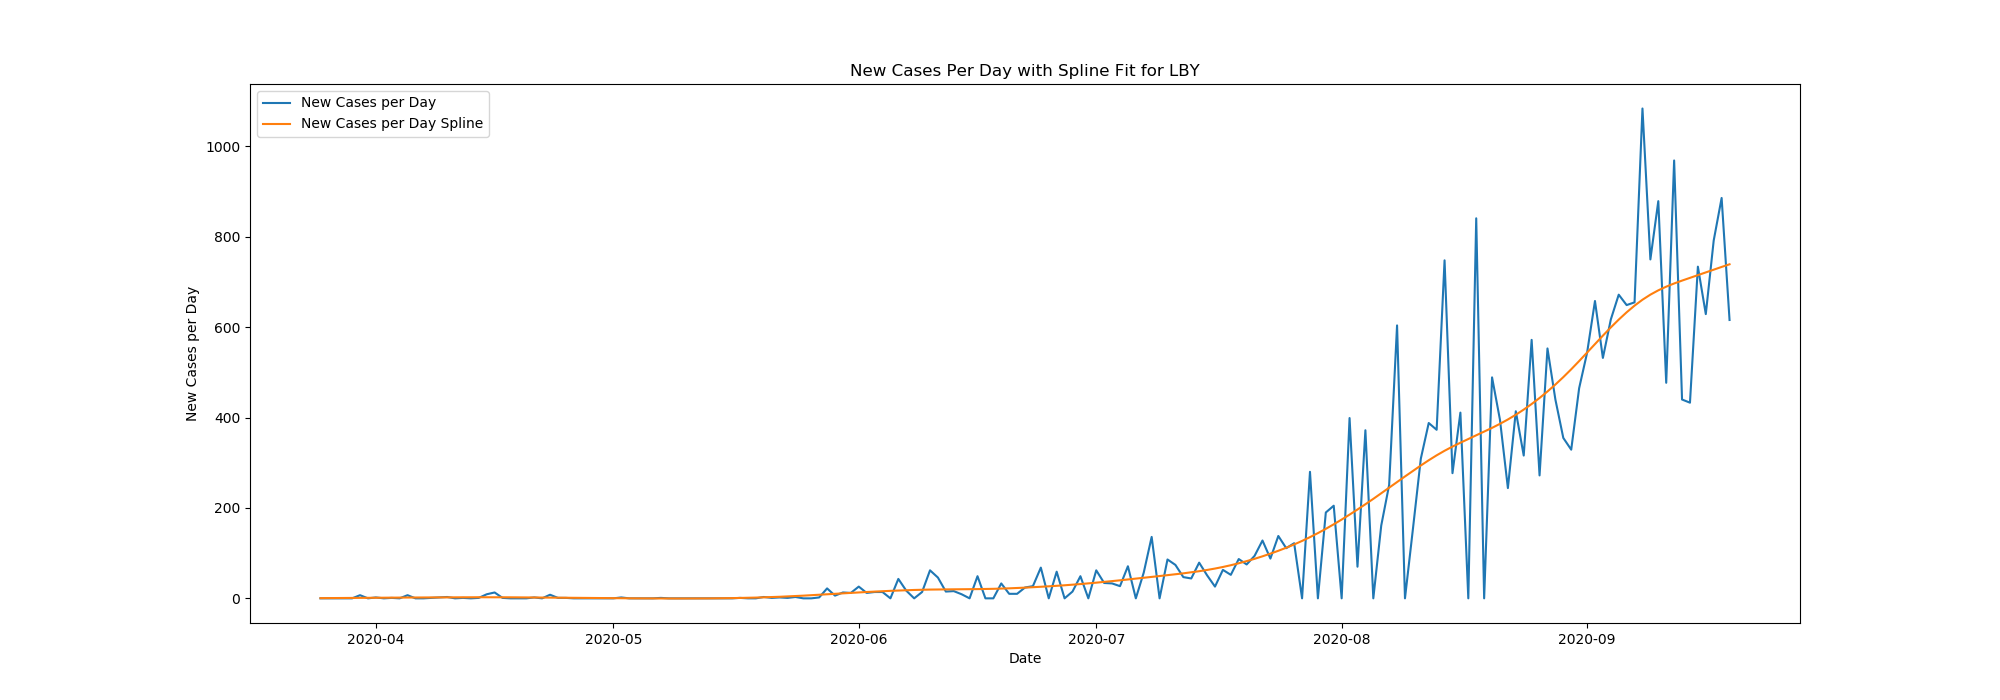 New Cases Per Day with Spline Fit for LBY
New Cases per Day
New Cases per Day Spline
1000
800
600
400
200
0
New Cases per Day
2020-04
2020-05
2020-06
2020-07
2020-08
2020-09
Date